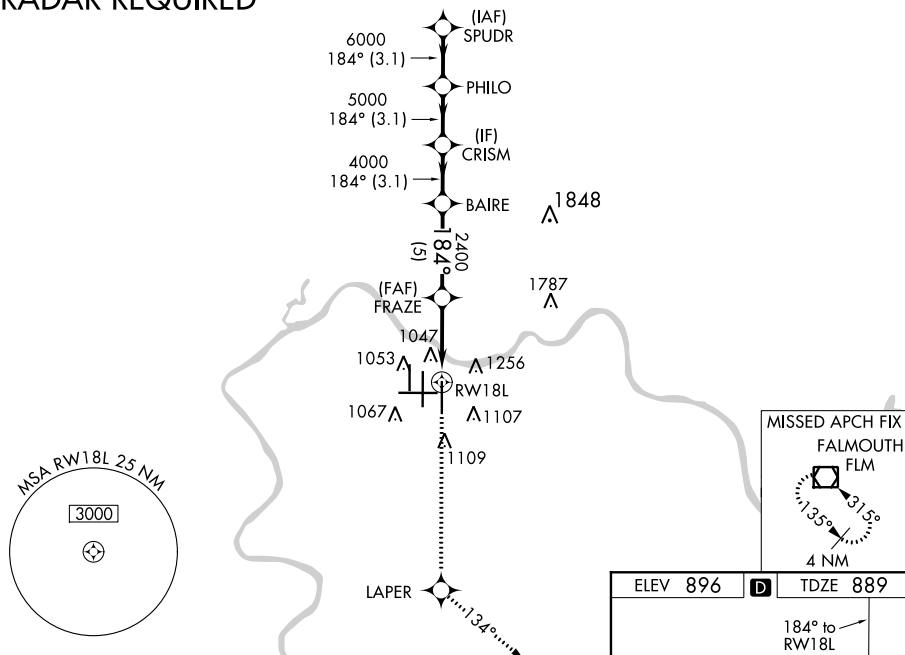 RADAR REQUIRED
(IAF)
SPUDR
6000
184° (3.1)
PHILO
5000
184° (3.1)
(IF)
CRISM
4000
184° (3.1)
BAIRE
1848
2400
184°
(5)
(FAF)
FRAZE
1787
1047
1053
1256
RW18L
1067
1107
1109
MSA RW18L 25 NM
3000
LAPER
134°
MISSED APCH FIX
FALMOUTH
FLM
315°
135°
4 NM
ELEV 896 D TDZE 889
184° to
RW18L